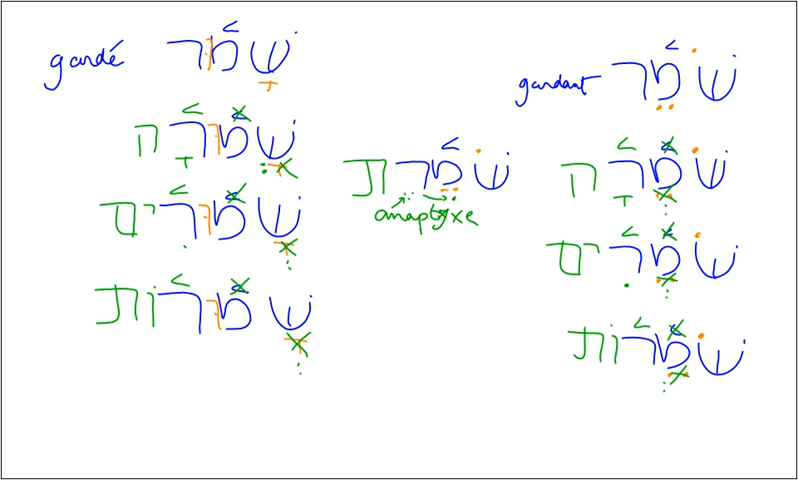 gardé שָׁמוּר
שְׁמוּרָה
שְׁמוּרִים
שְׁמוּרוֹת
שֹׁמֶרֶת
anaptyxe
gardant שֹׁמֵר
שֹׁמְרָה
שֹׁמְרִים
שֹׁמְרוֹת